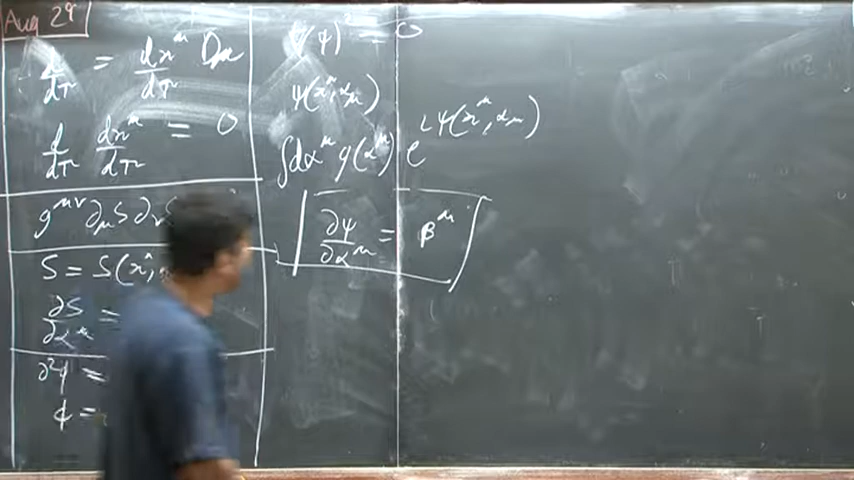 Aug 29
d/dτ = dx^μ/dτ D_μ
d/dτ dx^μ/dτ = 0
g^{μν} ∂_μ S ∂_ν S
S = S(x^μ,
∂S/∂α^μ =
∂²ϕ =
ϕ =
ψ)² = 0
ψ(x^μ, α_μ)
∫dα^μ g(α^μ) e^{iψ(x^μ, α_μ)}
∂ψ/∂α^μ = β^μ